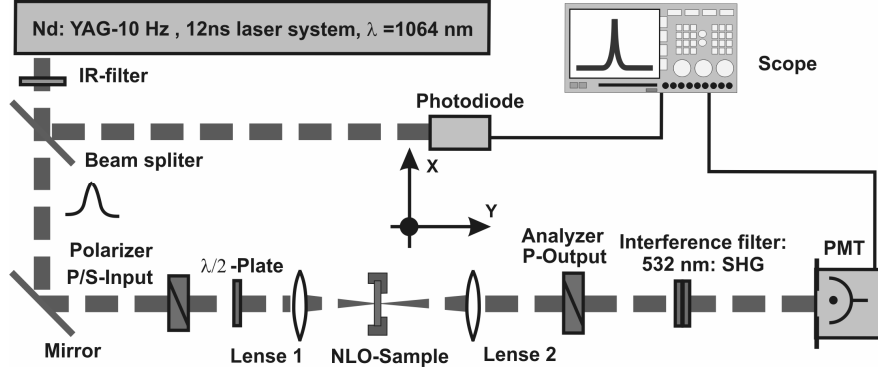 Nd: YAG-10 Hz , 12ns laser system, λ =1064 nm
IR-filter
Scope
Photodiode
Beam spliter
X
Y
Polarizer
P/S-Input
λ/2 -Plate
Analyzer
P-Output
Interference filter:
532 nm: SHG
PMT
Mirror
Lense 1
NLO-Sample
Lense 2